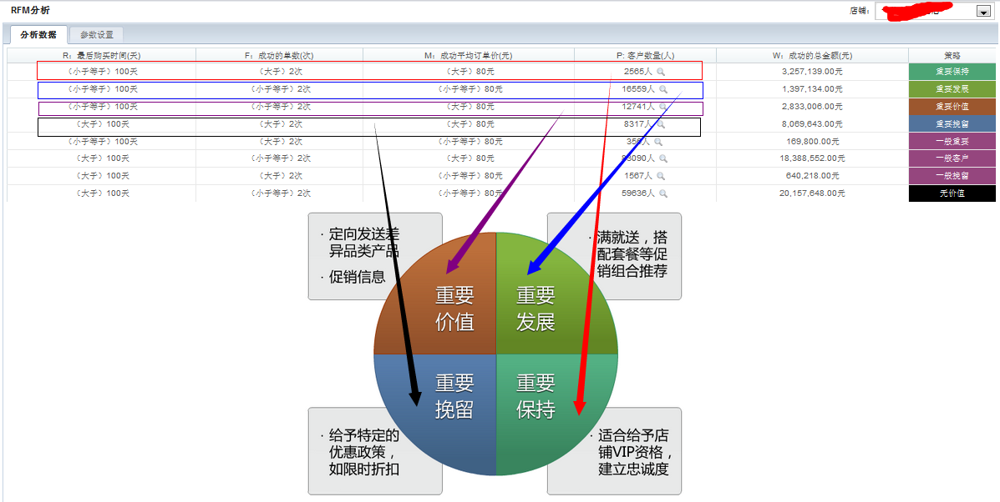 RFM分析
店铺：
分析数据 参数设置
R：最后购买时间(天) F：成功的单数(次) M：成功平均订单价(元) P: 客户数量(人) W：成功的总金额(元) 策略
（小于等于）100天 （大于）2次 （大于）80元 2565人 3,257,139.00元 重要保持
（小于等于）100天 （小于等于）2次 （小于等于）80元 16559人 1,397,134.00元 重要发展
（小于等于）100天 （小于等于）2次 （大于）80元 12741人 2,833,006.00元 重要价值
（大于）100天 （大于）2次 （大于）80元 8317人 8,069,643.00元 重要挽留
（小于等于）100天 （大于）2次 （小于等于）80元 169,800.00元 一般重要
（大于）100天 （小于等于）2次 （大于）80元 18,388,552.00元 一般客户
（大于）100天 （大于）2次 （小于等于）80元 1567人 640,218.00元 一般挽留
（大于）100天 （小于等于）2次 （小于等于）80元 59636人 20,157,648.00元 无价值
· 定向发送差
异品类产品
· 促销信息
· 满就送，搭
配套餐等促
销组合推荐
重要
价值
重要
发展
重要
挽留
重要
保持
· 给予特定的
优惠政策，
如限时折扣
· 适合给予店
铺VIP资格，
建立忠诚度